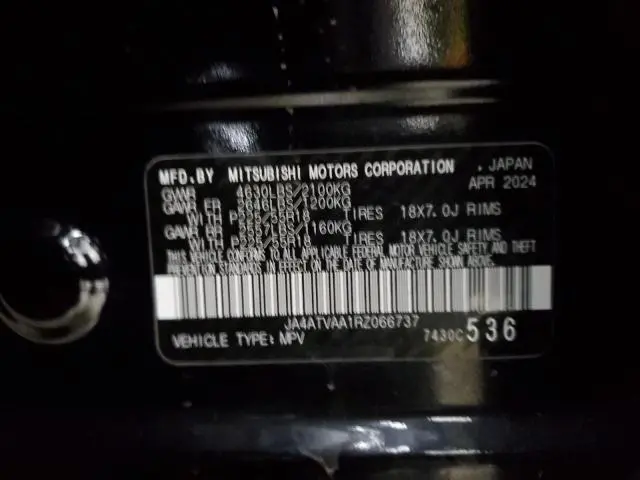 MFD.BY MITSUBISHI MOTORS CORPORATION , JAPAN
GWR 4630LBS/2100KG APR 2024
GAWR FR 2646LBS/1200KG
WITH P225/55R18 TIRES 18X7.0J RIMS
GAWR RR 2557LBS/1160KG
WITH P225/55R18 TIRES 18X7.0J RIMS
THIS VEHICLE CONFORMS TO ALL APPLICABLE FEDERAL MOTOR VEHICLE SAFETY AND THEFT
PREVENTION STANDARDS IN EFFECT ON THE DATE OF MANUFACTURE SHOWN ABOVE.
JA4ATVAA1RZ066737
VEHICLE TYPE: MPV 7430C536